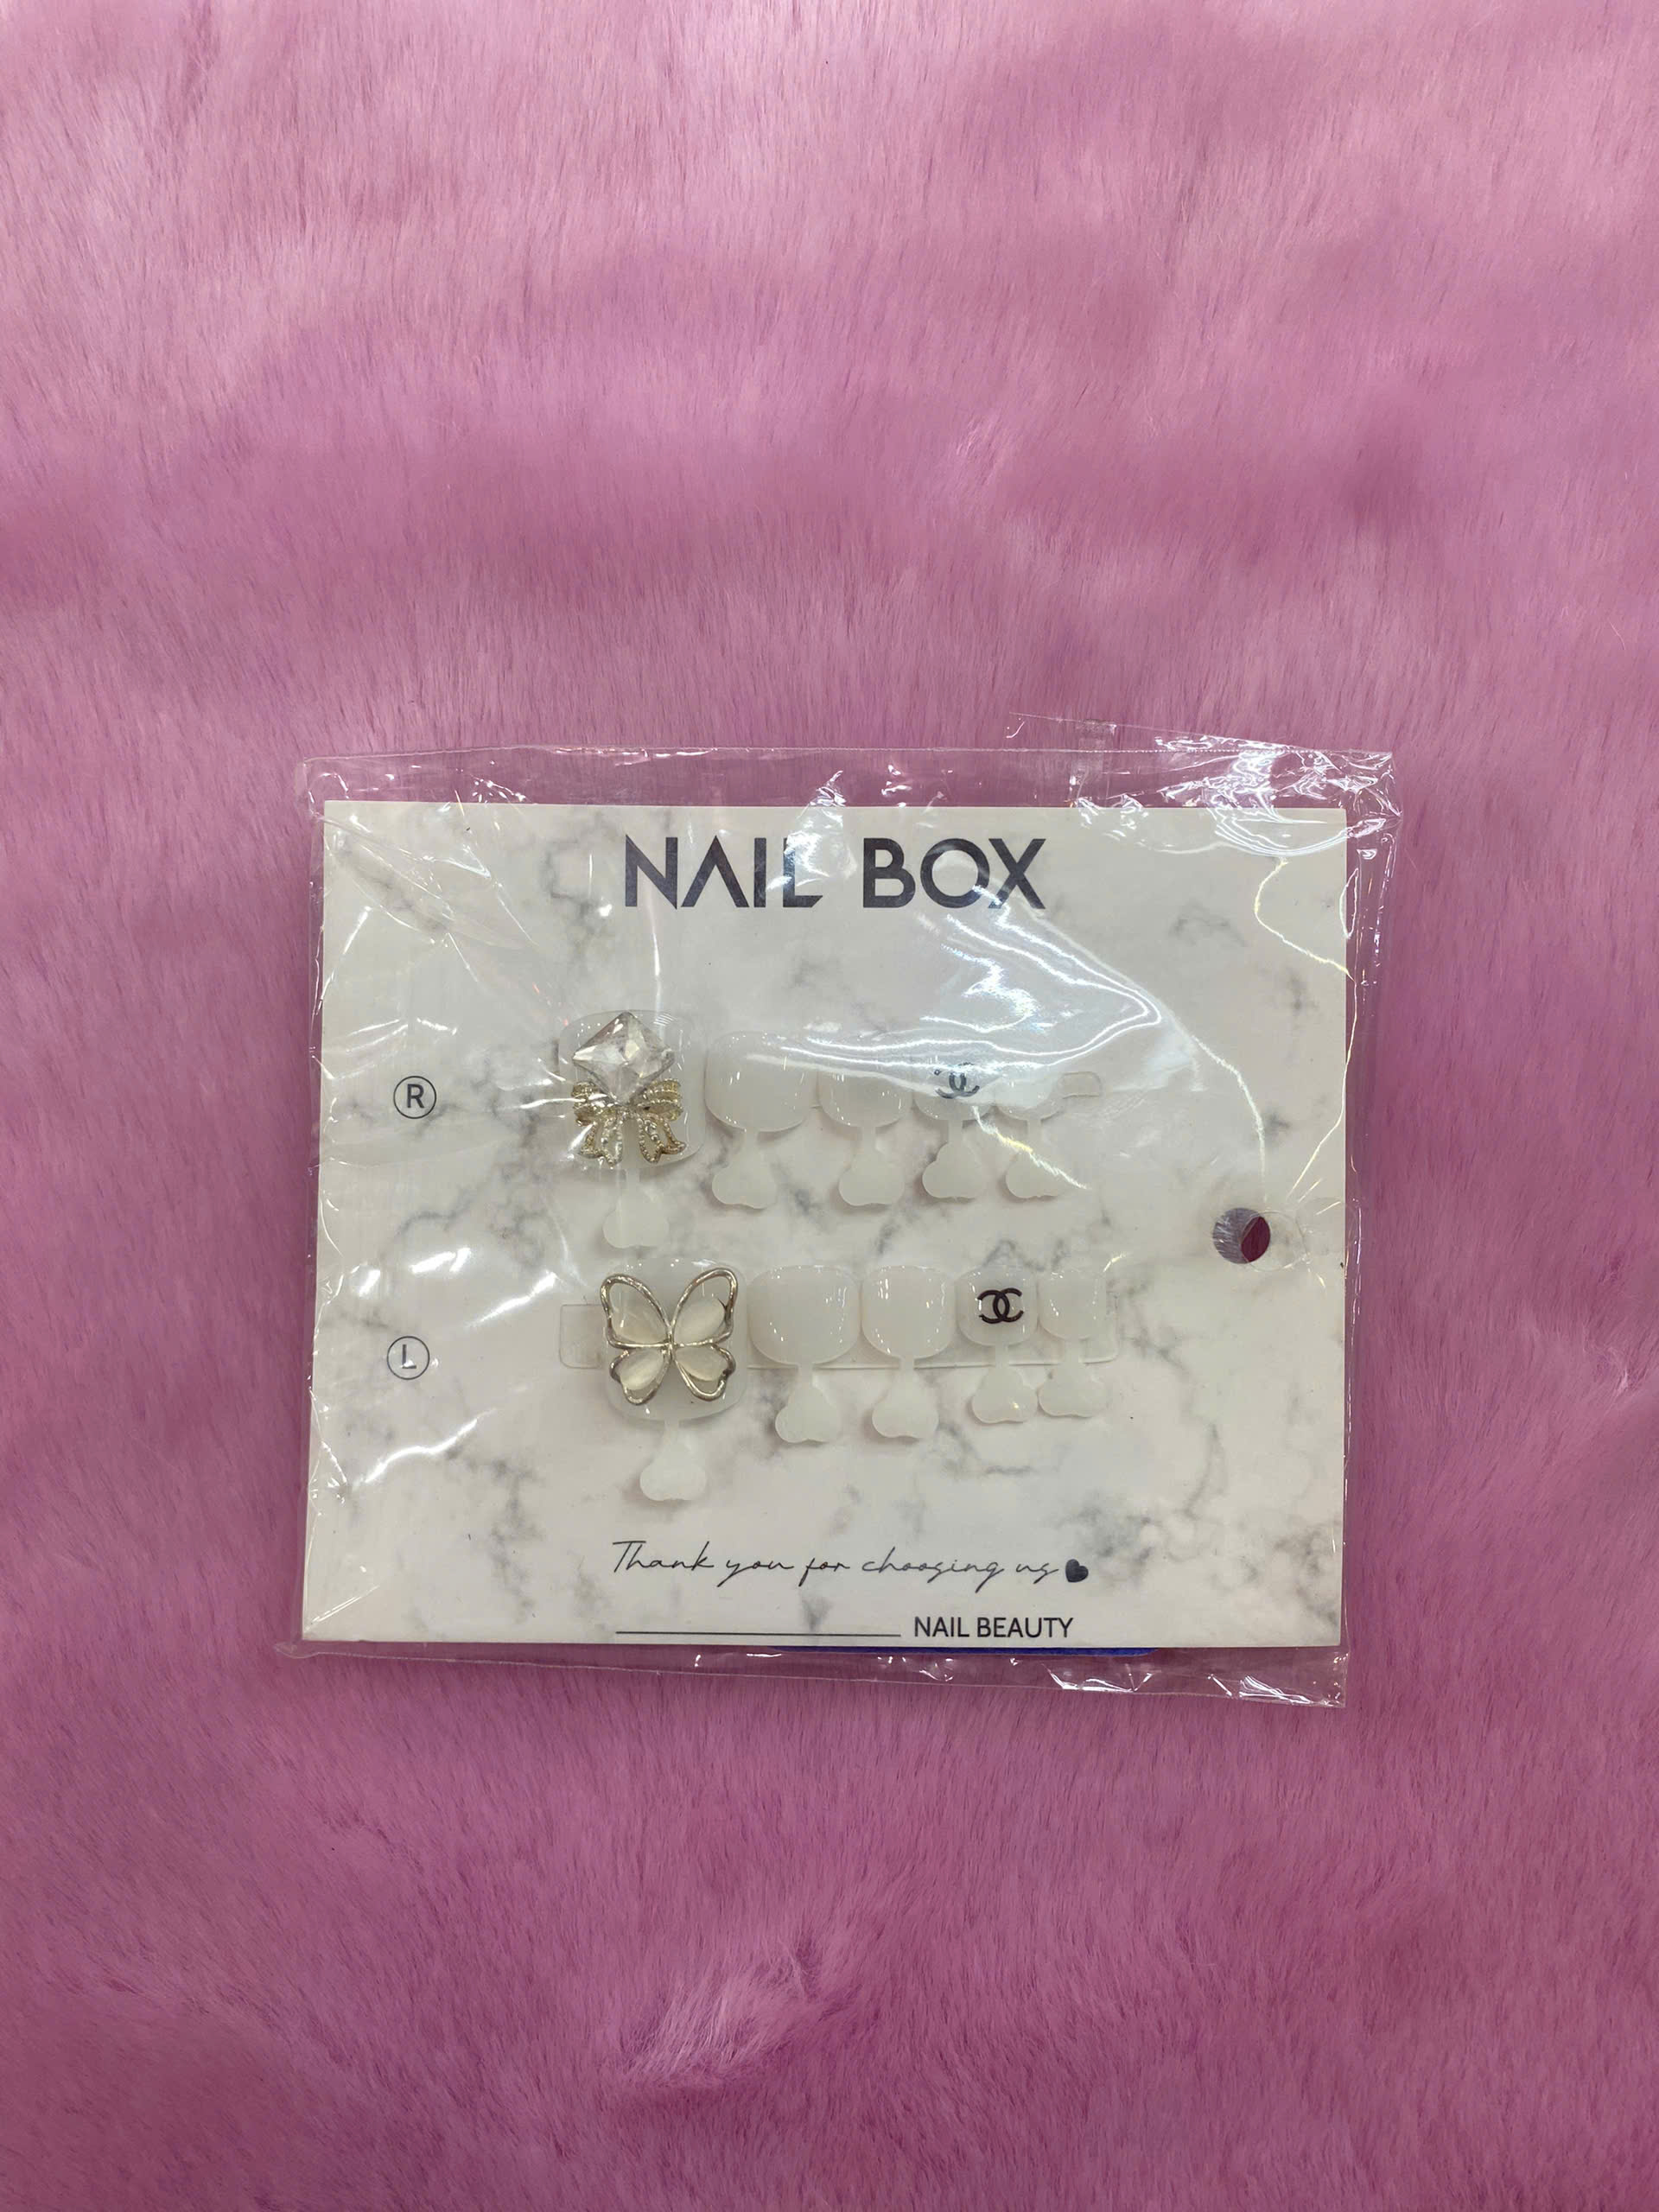 NAIL BOX
R
L
Thank you for choosing us
NAIL BEAUTY